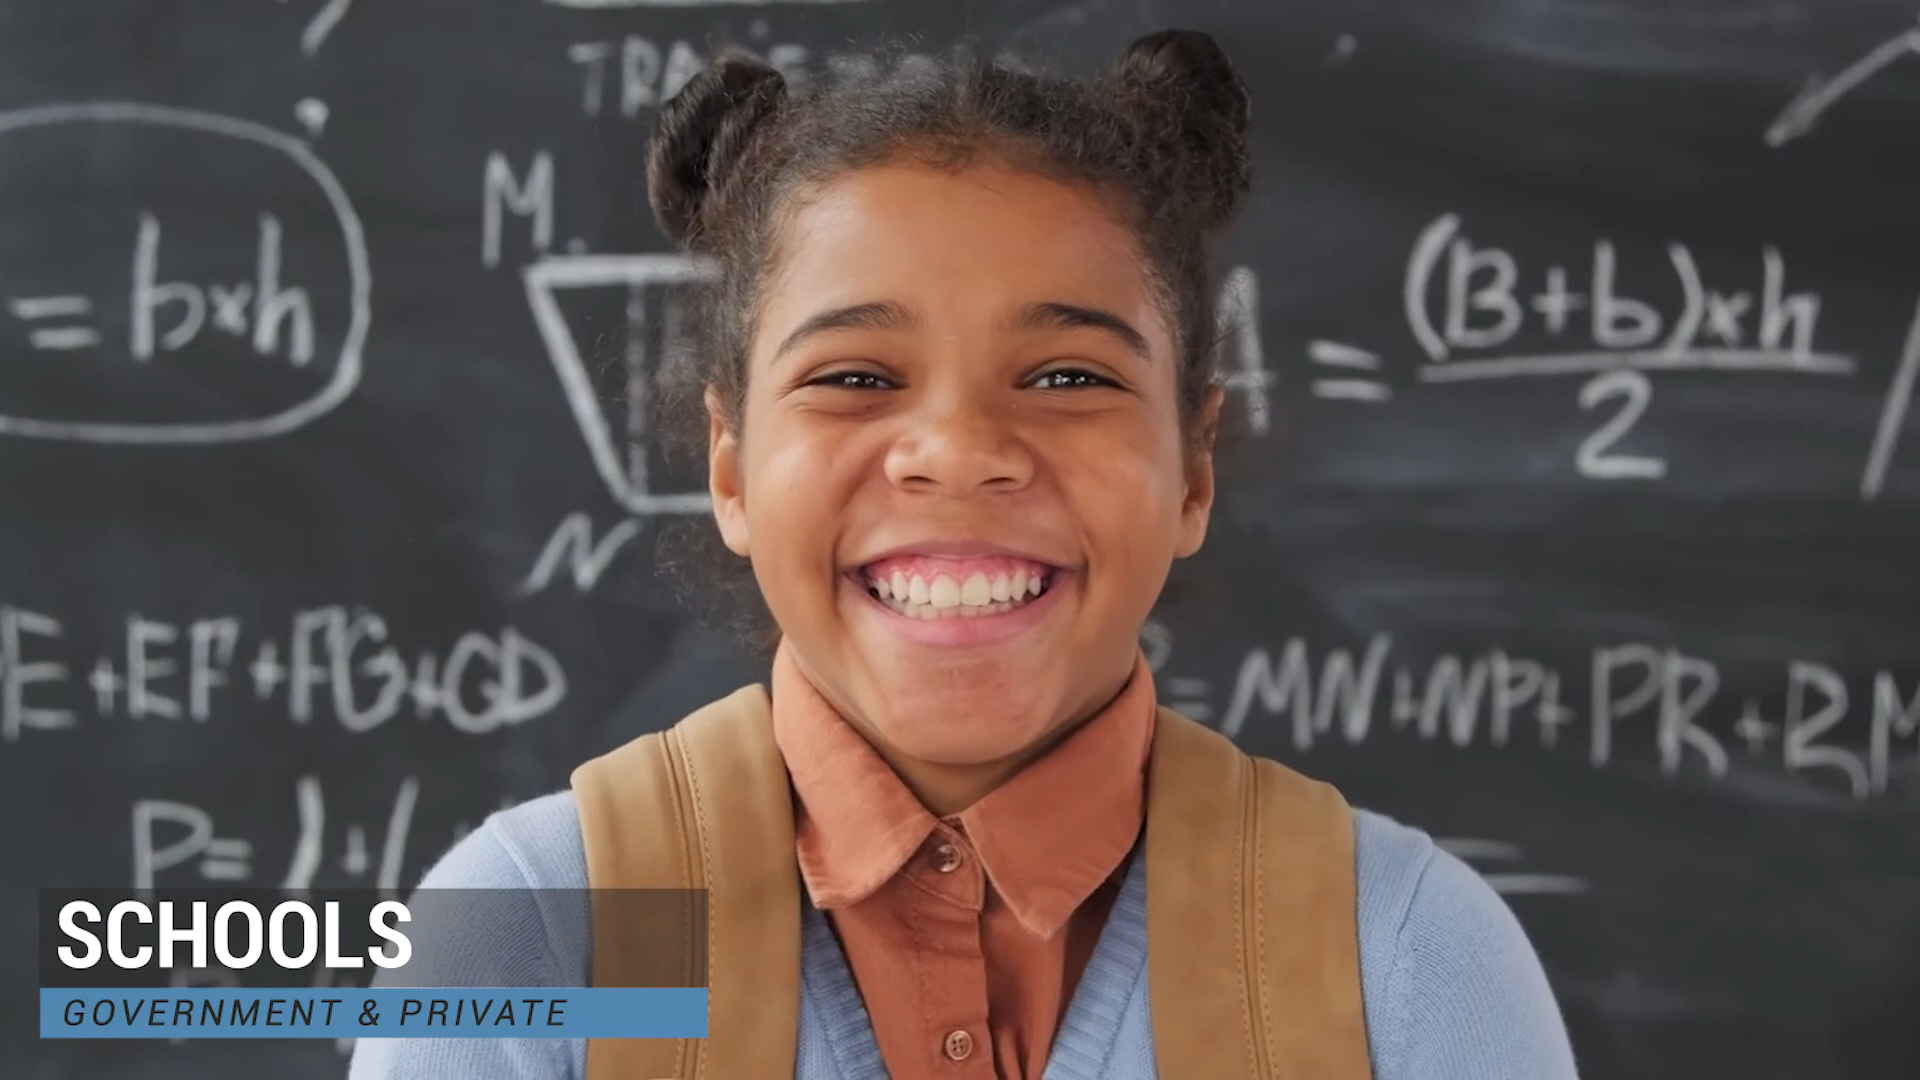 M
= b×h
A = (B+b)×h
2
N
E+EF+FG+GD
= MN+NP+PR+RM
P=
SCHOOLS
GOVERNMENT & PRIVATE